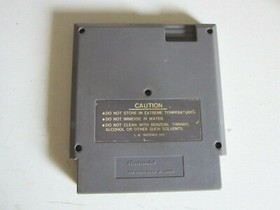 CAUTION
●DO NOT STORE IN EXTREME TEMPERATURES.
●DO NOT IMMERSE IN WATER.
●DO NOT CLEAN WITH BENZENE, THINNER,
ALCOHOL OR OTHER SUCH SOLVENTS.
Nintendo